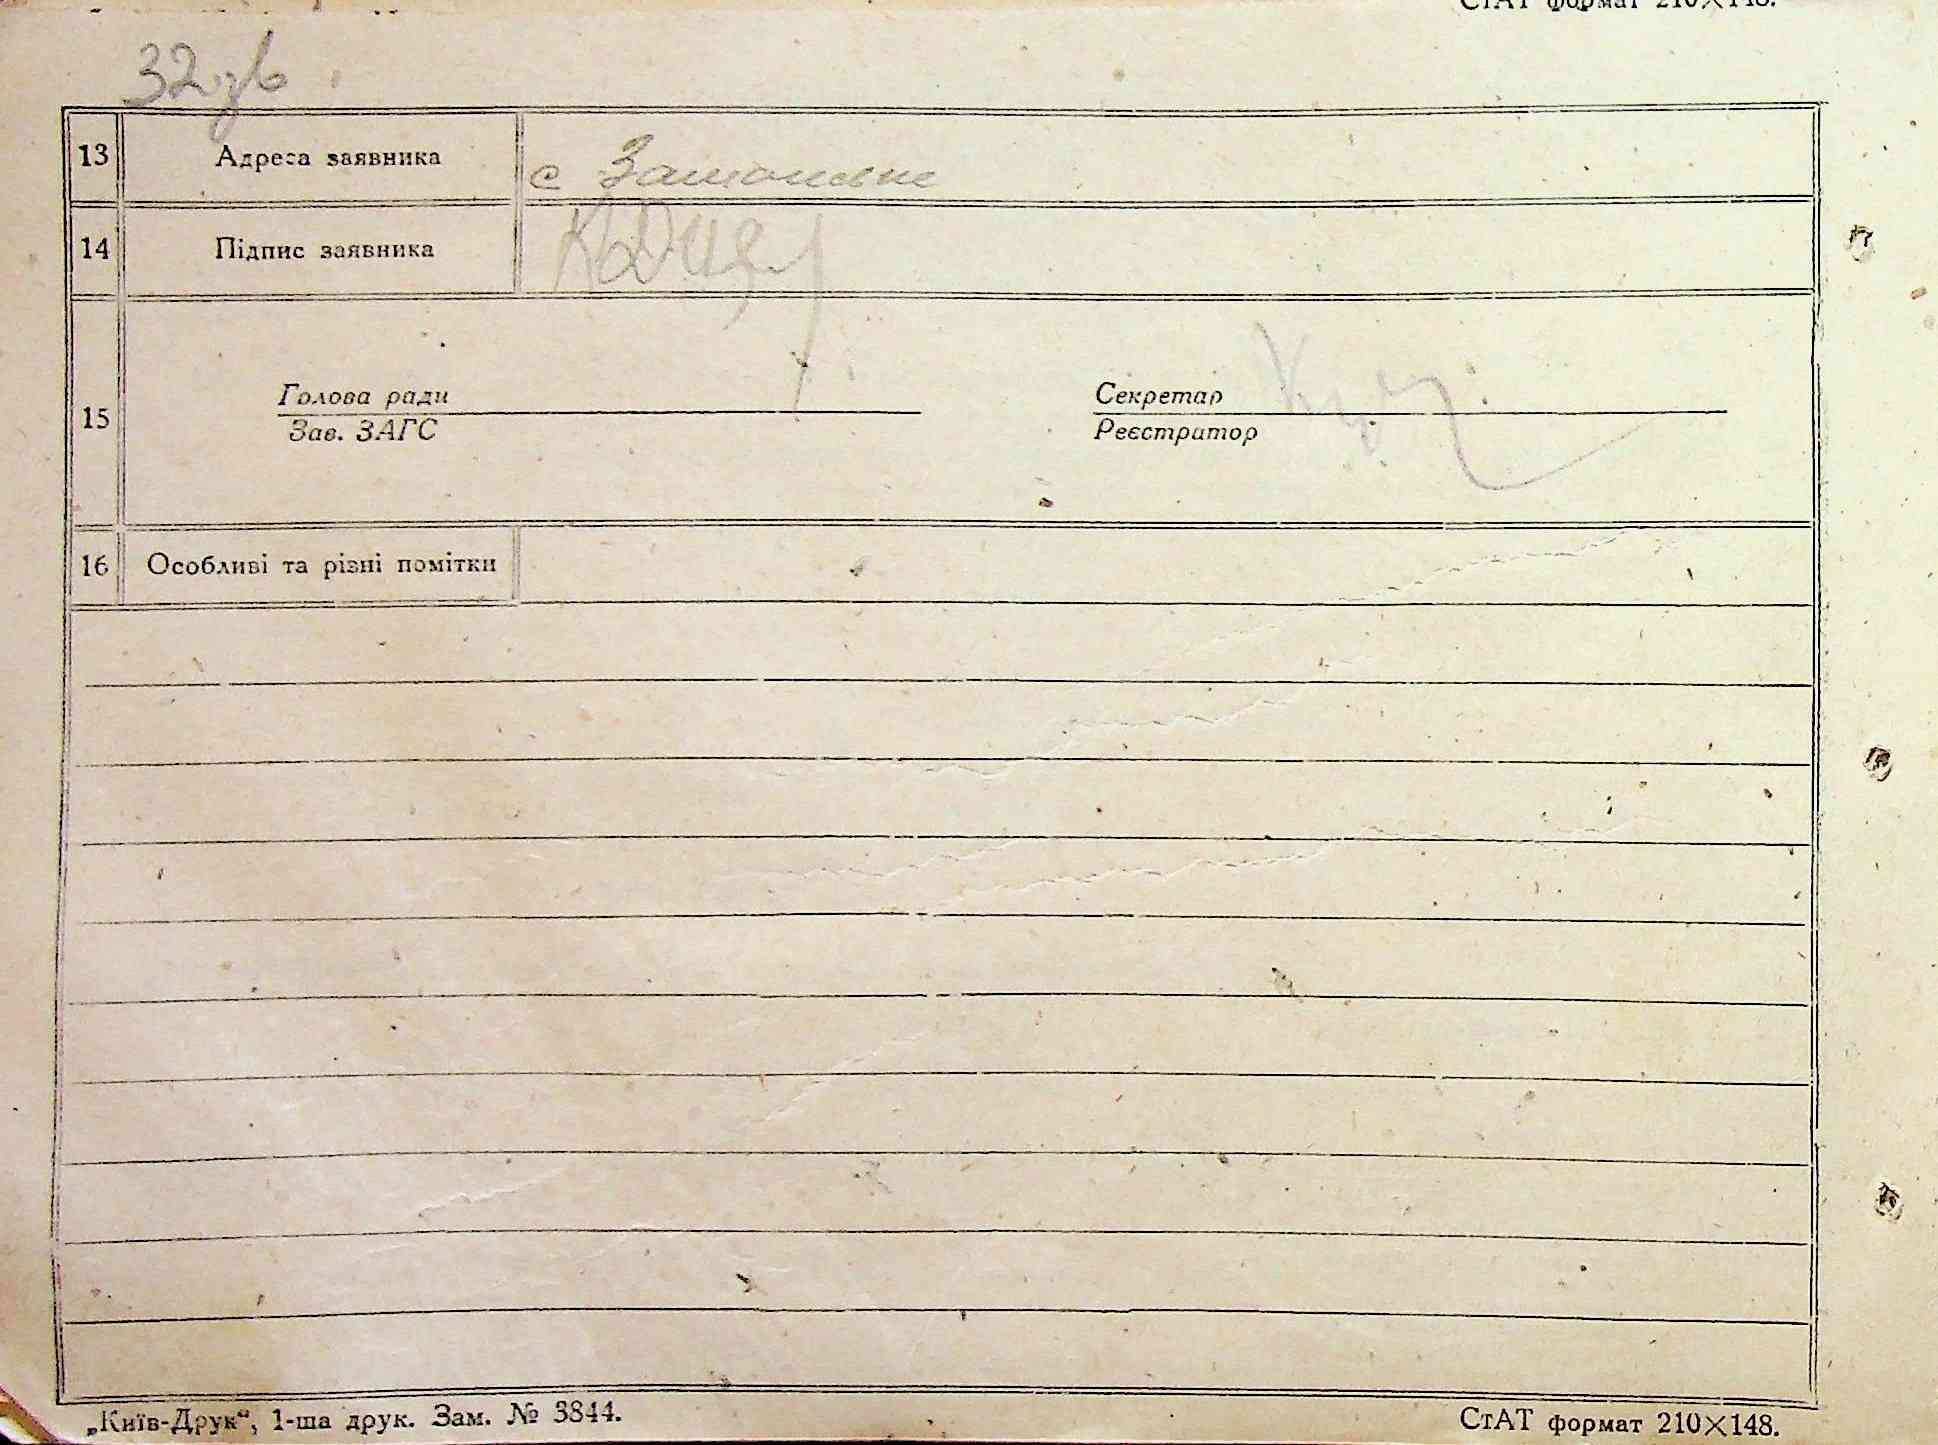 СтАТ формат 210×148.
32зв
13 Адреса заявника с
14 Підпис заявника
Голова ради Секретар
15
Зав. ЗАГС Реєстратор
16 Особливі та різні помітки
„Київ-Друк“, 1-ша друк. Зам. № 3844. СтАТ формат 210×148.